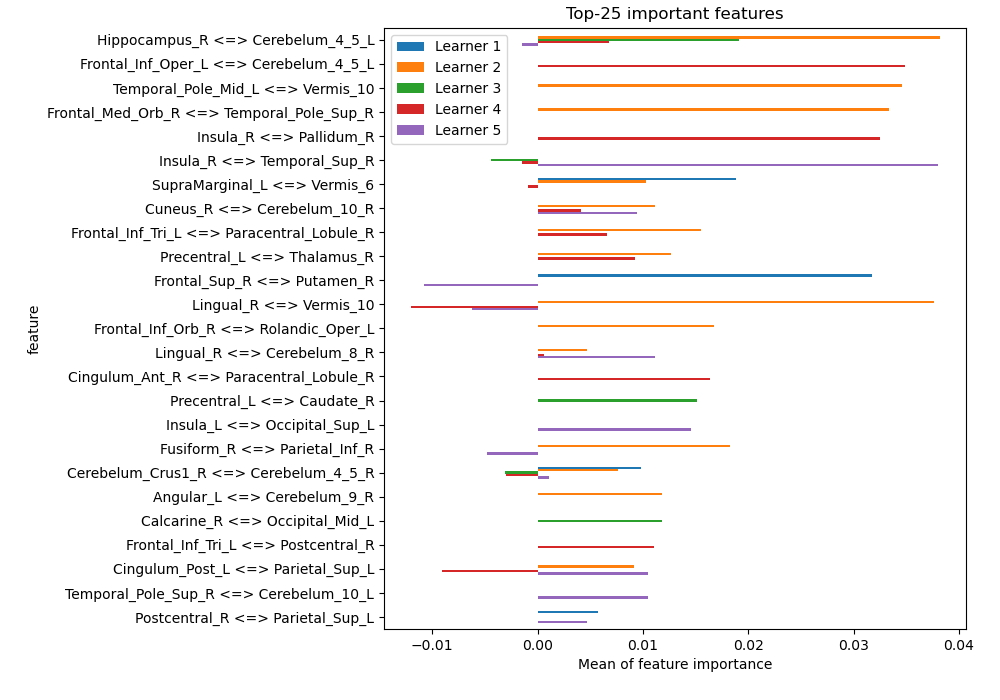 Top-25 important features
Hippocampus_R <=> Cerebelum_4_5_L
Frontal_Inf_Oper_L <=> Cerebelum_4_5_L
Temporal_Pole_Mid_L <=> Vermis_10
Frontal_Med_Orb_R <=> Temporal_Pole_Sup_R
Insula_R <=> Pallidum_R
Insula_R <=> Temporal_Sup_R
SupraMarginal_L <=> Vermis_6
Cuneus_R <=> Cerebelum_10_R
Frontal_Inf_Tri_L <=> Paracentral_Lobule_R
Precentral_L <=> Thalamus_R
Frontal_Sup_R <=> Putamen_R
Lingual_R <=> Vermis_10
Frontal_Inf_Orb_R <=> Rolandic_Oper_L
Lingual_R <=> Cerebelum_8_R
Cingulum_Ant_R <=> Paracentral_Lobule_R
Precentral_L <=> Caudate_R
Insula_L <=> Occipital_Sup_L
Fusiform_R <=> Parietal_Inf_R
Cerebelum_Crus1_R <=> Cerebelum_4_5_R
Angular_L <=> Cerebelum_9_R
Calcarine_R <=> Occipital_Mid_L
Frontal_Inf_Tri_L <=> Postcentral_R
Cingulum_Post_L <=> Parietal_Sup_L
Temporal_Pole_Sup_R <=> Cerebelum_10_L
Postcentral_R <=> Parietal_Sup_L
feature
Learner 1
Learner 2
Learner 3
Learner 4
Learner 5
−0.01 0.00 0.01 0.02 0.03 0.04
Mean of feature importance